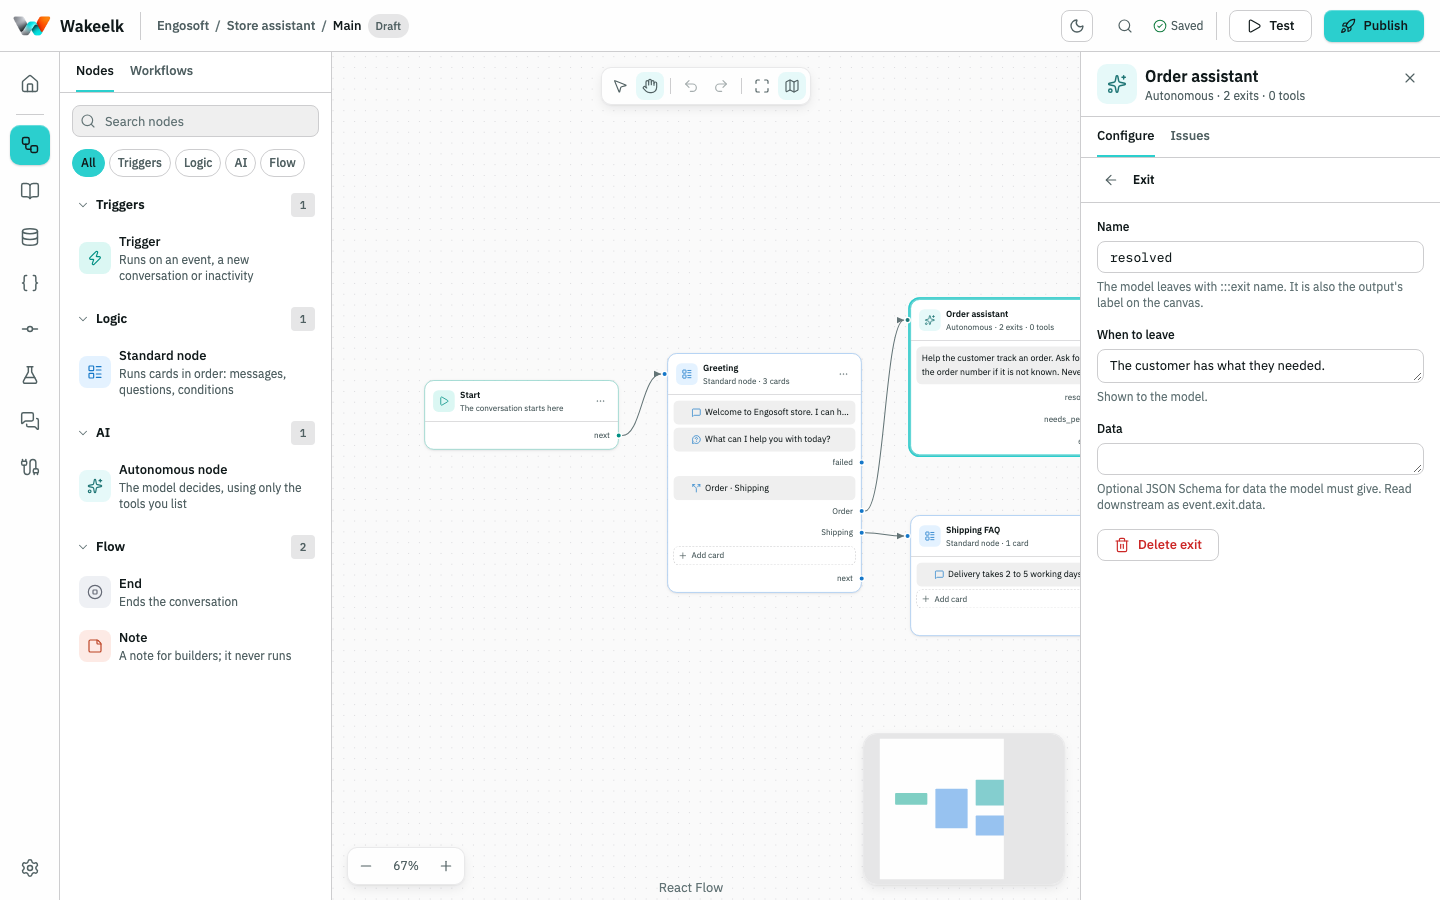 Wakeelk
Engosoft / Store assistant / Main Draft
Saved
Test
Publish
Nodes
Workflows
Search nodes
All
Triggers
Logic
AI
Flow
Triggers
1
Trigger
Runs on an event, a new
conversation or inactivity
Logic
1
Standard node
Runs cards in order: messages,
questions, conditions
AI
1
Autonomous node
The model decides, using only the
tools you list
Flow
2
End
Ends the conversation
Note
A note for builders; it never runs
Start
The conversation starts here
next
Greeting
Standard node · 3 cards
Welcome to Engosoft store. I can h...
What can I help you with today?
failed
Order · Shipping
Order
Shipping
Add card
next
Order assistant
Autonomous · 2 exits · 0 tools
Help the customer track an order. Ask fo
the order number if it is not known. Neve
reso
needs_pe
Shipping FAQ
Standard node · 1 card
Delivery takes 2 to 5 working days
Add card
67%
React Flow
Order assistant
Autonomous · 2 exits · 0 tools
Configure
Issues
Exit
Name
resolved
The model leaves with :::exit name. It is also the output's
label on the canvas.
When to leave
The customer has what they needed.
Shown to the model.
Data
Optional JSON Schema for data the model must give. Read
downstream as event.exit.data.
Delete exit